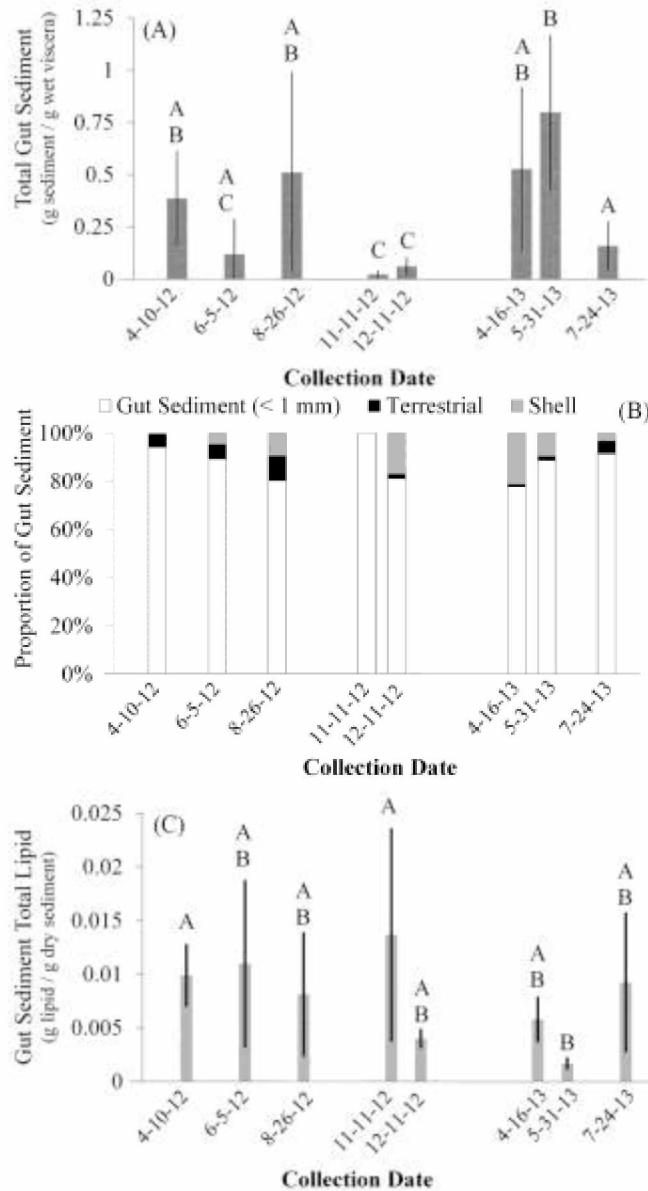 (A)
Total Gut Sediment
(g sediment / g wet viscera)
1.25
1
0.75
0.5
0.25
0
A
B
A
C
A
B
C
C
A
B
B
A
4-10-12
6-5-12
8-26-12
11-11-12
12-11-12
4-16-13
5-31-13
7-24-13
Collection Date
Gut Sediment (< 1 mm) Terrestrial Shell
(B)
Proportion of Gut Sediment
100%
80%
60%
40%
20%
0%
4-10-12
6-5-12
8-26-12
11-11-12
12-11-12
4-16-13
5-31-13
7-24-13
Collection Date
(C)
Gut Sediment Total Lipid
(g lipid / g dry sediment)
0.025
0.02
0.015
0.01
0.005
0
A
A
B
A
B
A
A
B
A
B
B
A
B
4-10-12
6-5-12
8-26-12
11-11-12
12-11-12
4-16-13
5-31-13
7-24-13
Collection Date